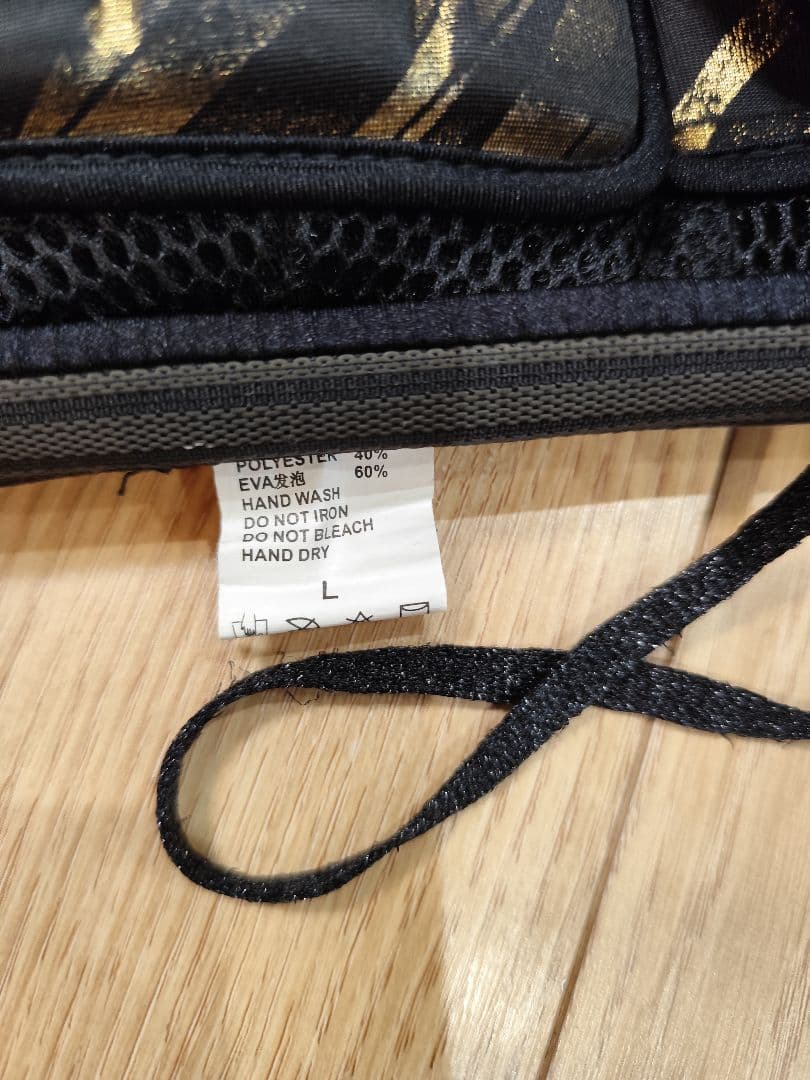 POLYESTER 40%
EVA发泡 60%
HAND WASH
DO NOT IRON
DO NOT BLEACH
HAND DRY
L